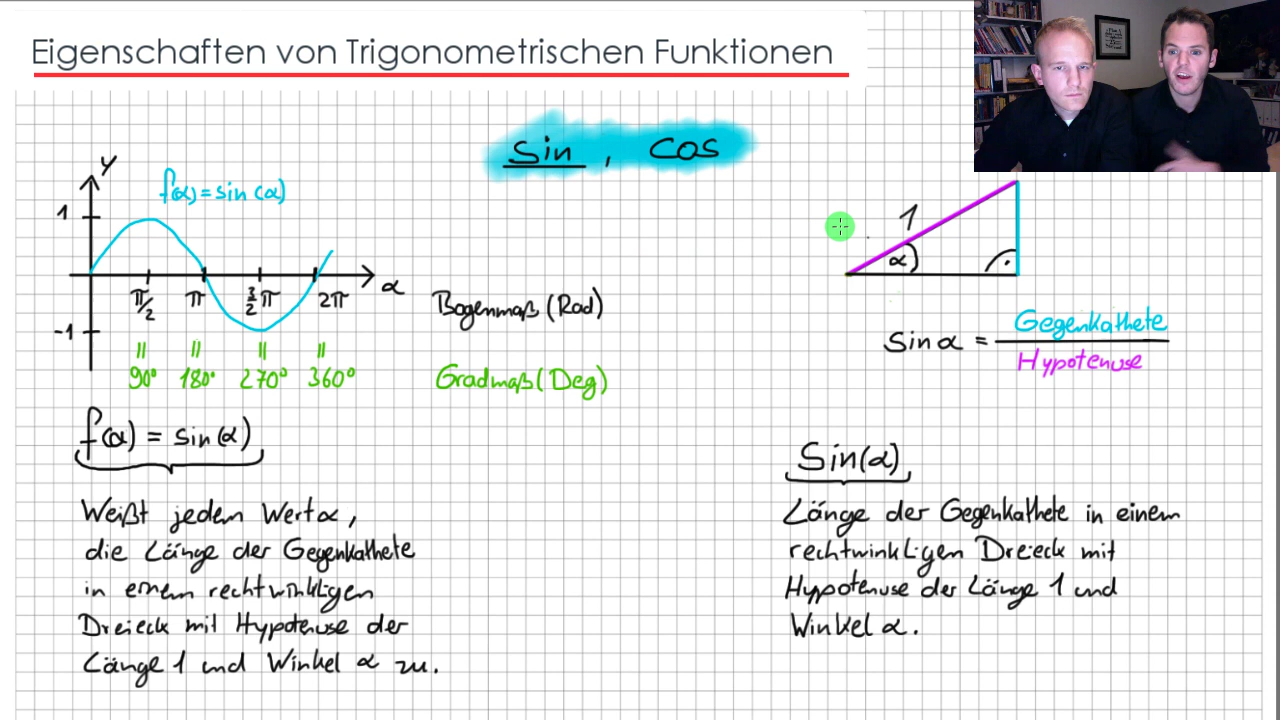 Eigenschaften von Trigonometrischen Funktionen
sin, cos
y
f(α)=sin(α)
1
-1
π/2 π 3/2 π 2π α
Bogenmaß (Rad)
= = = =
90° 180° 270° 360°
Gradmaß (Deg)
1
α
sin α = Gegenkathete
Hypotenuse
f(α) = sin(α)
Weißt jedem Wert α,
die Länge der Gegenkathete
in einem rechtwinkligen
Dreieck mit Hypotenuse der
Länge 1 und Winkel α zu.
Sin(α)
Länge der Gegenkathete in einem
rechtwinkligen Dreieck mit
Hypotenuse der Länge 1 und
Winkel α.